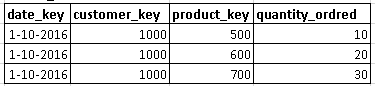 date_key customer_key product_key quantity_ordred
1-10-2016 1000 500 10
1-10-2016 1000 600 20
1-10-2016 1000 700 30